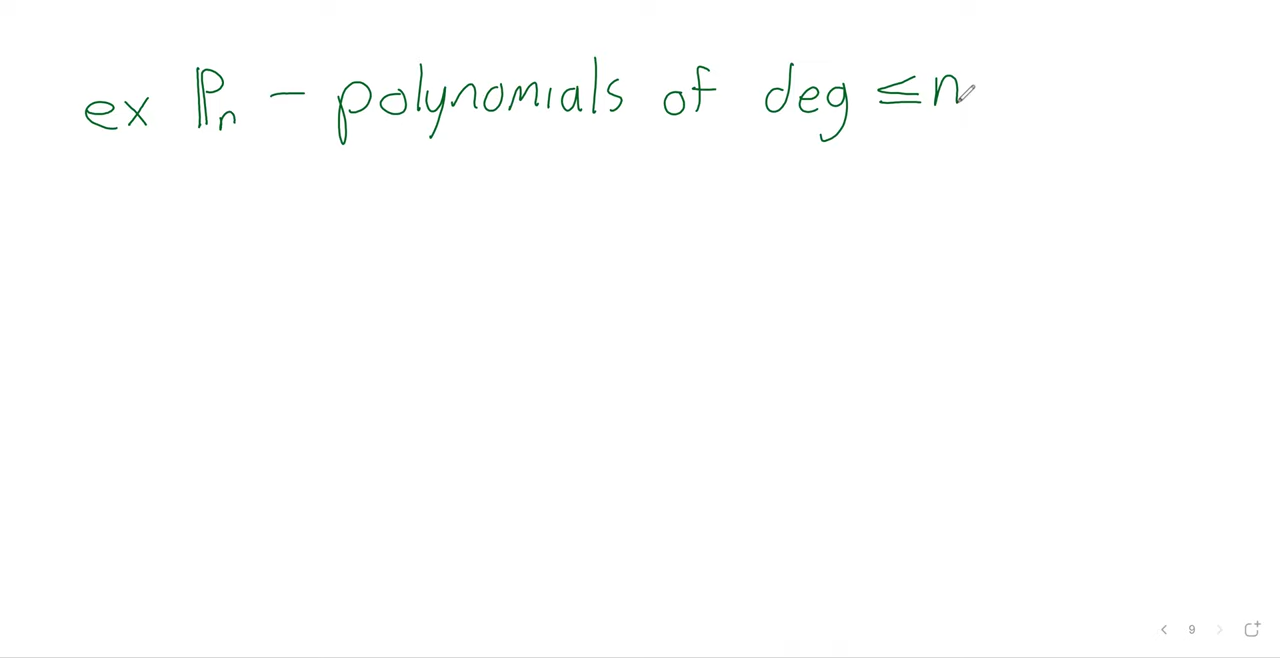 ex ℙn - polynomials of deg ≤n
9